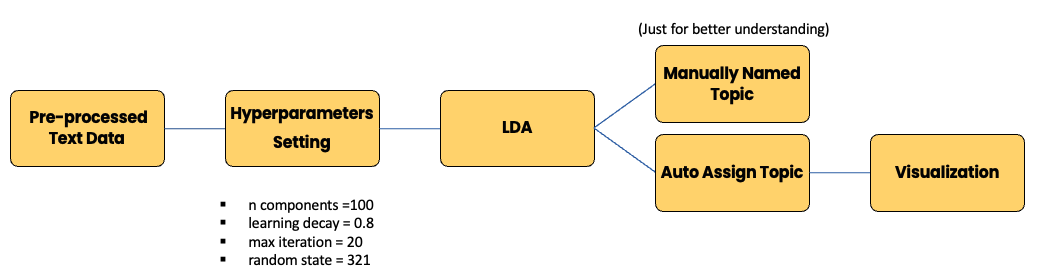 (Just for better understanding)
Manually Named
Topic
Pre-processed
Text Data
Hyperparameters
Setting
LDA
Auto Assign Topic
Visualization
▪ n components =100
▪ learning decay = 0.8
▪ max iteration = 20
▪ random state = 321